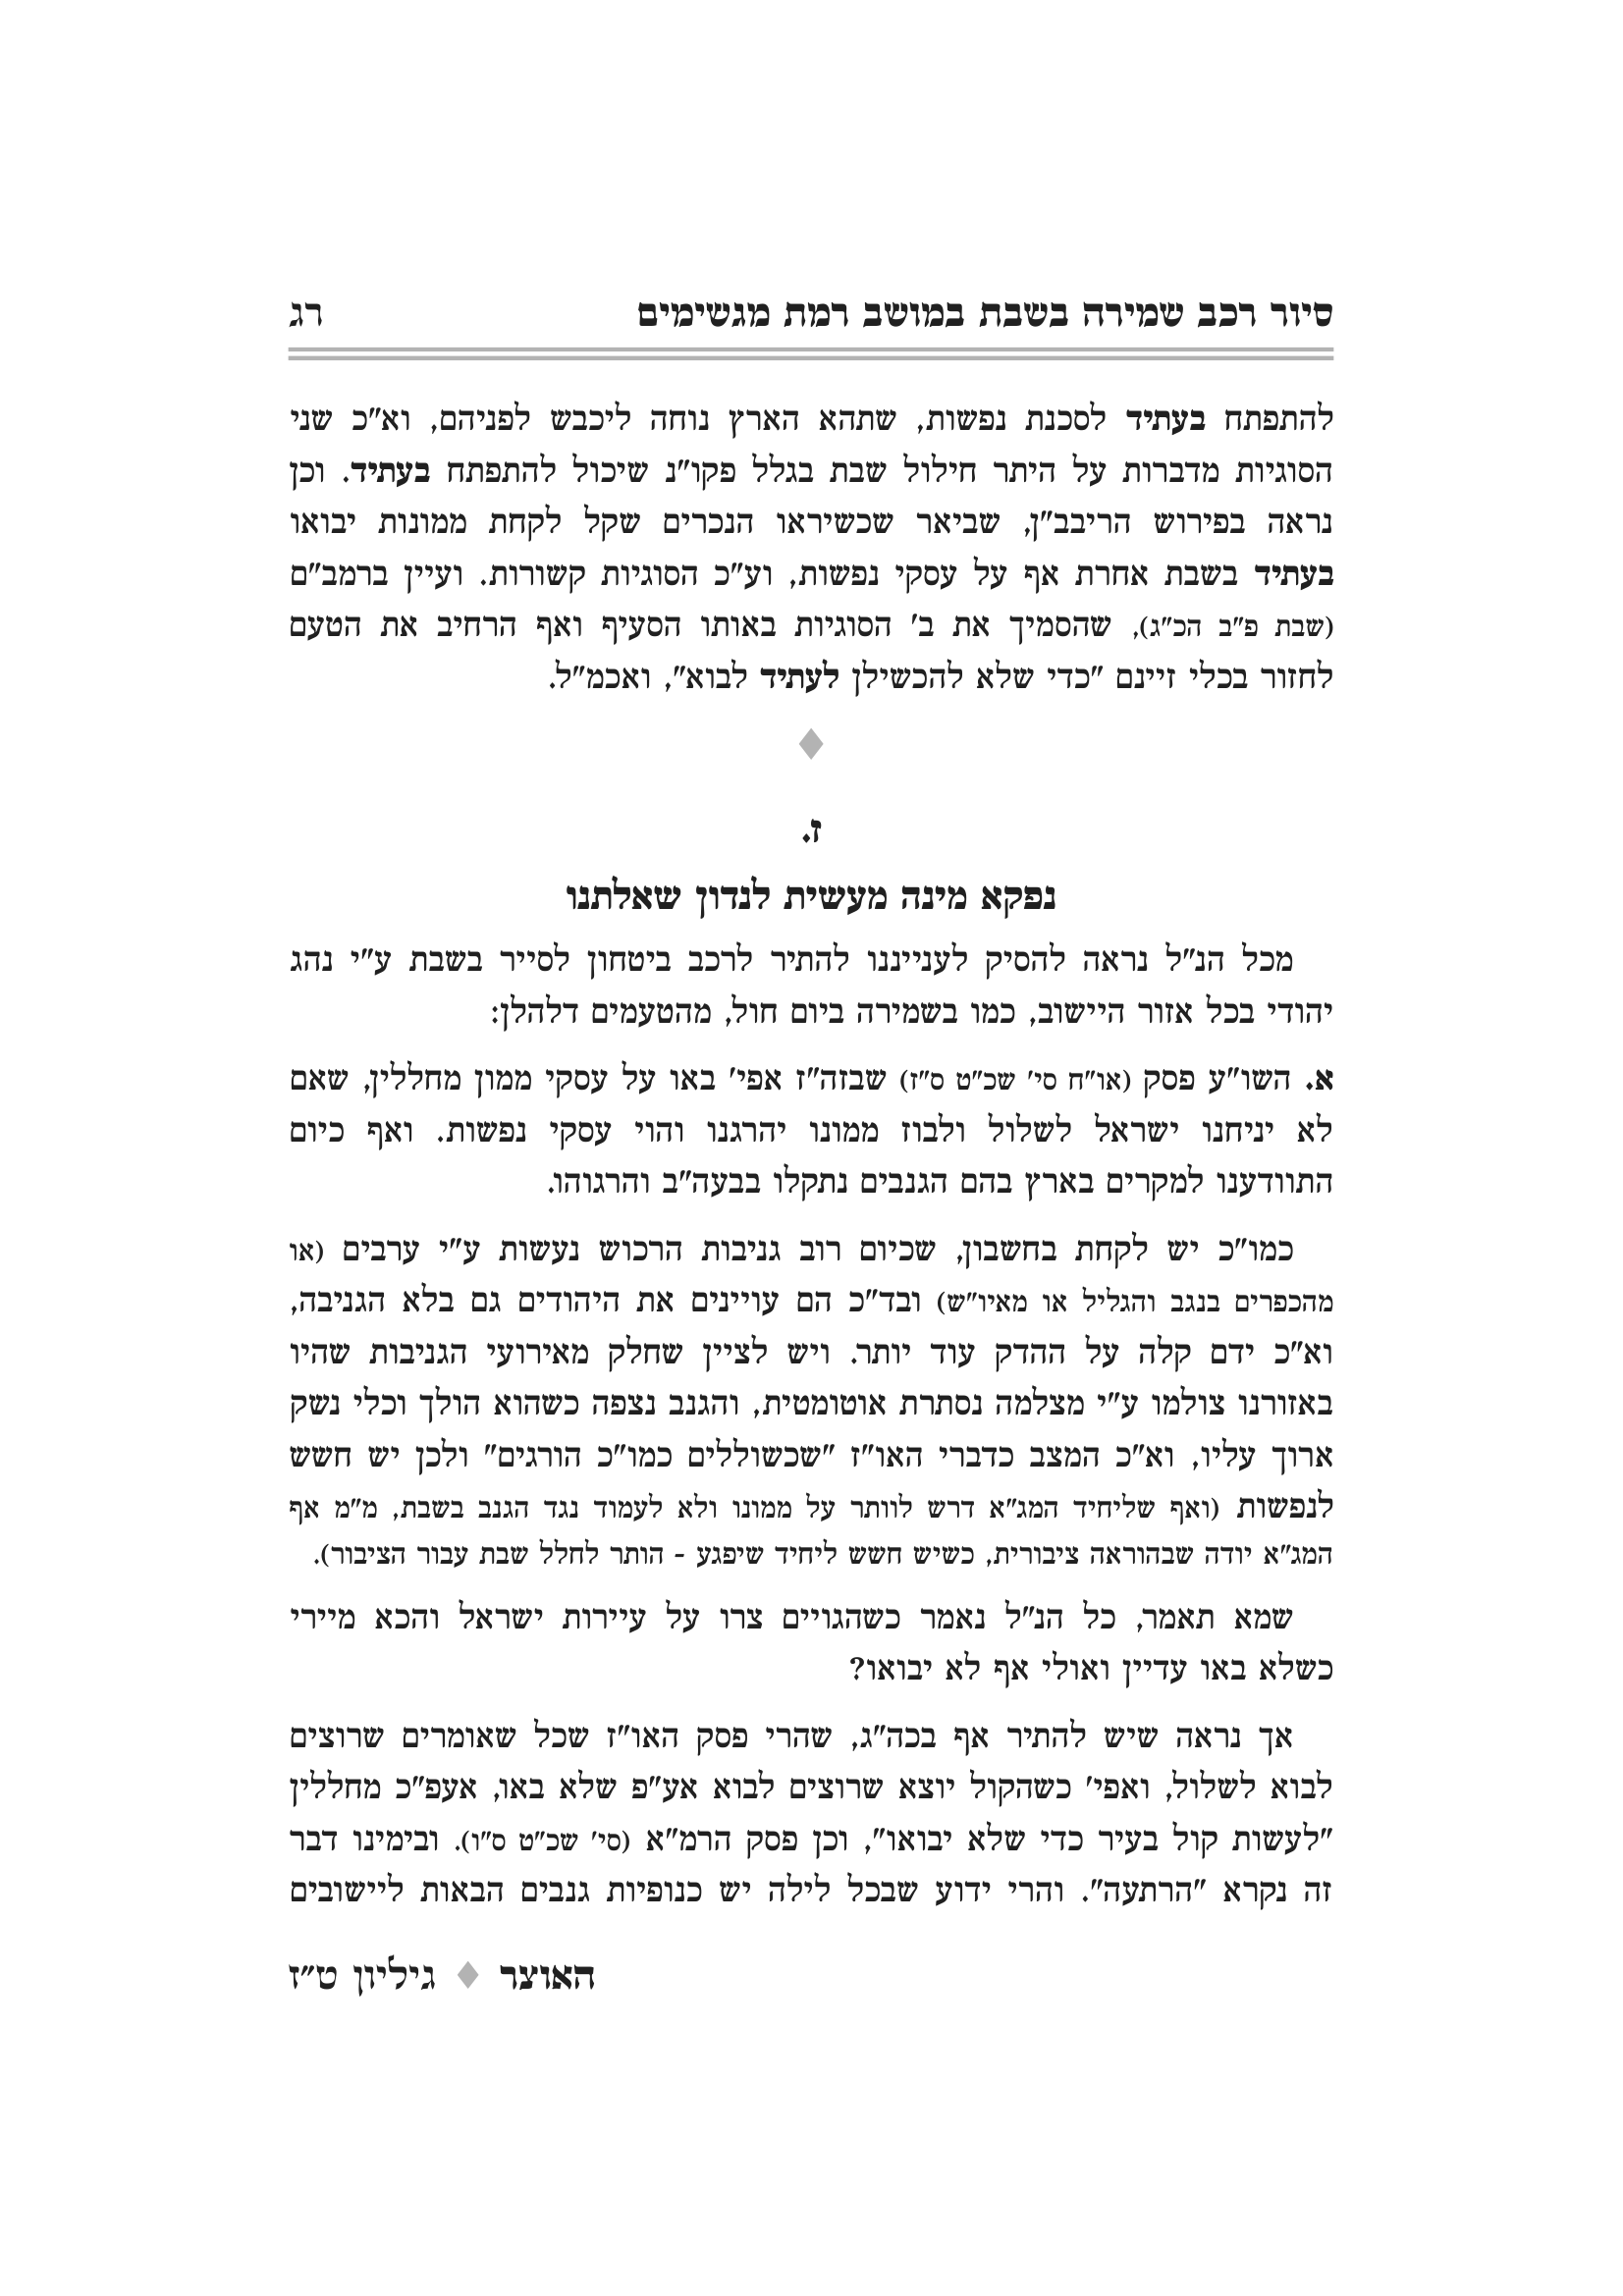 סיור רכב שמירה בשבת במושב רמת מגשימים רג
להתפתח בעתיד לסכנת נפשות, שתהא הארץ נוחה ליכבש לפניהם, וא"כ שני
הסוגיות מדברות על היתר חילול שבת בגלל פקו"נ שיכול להתפתח בעתיד. וכן
נראה בפירוש הריבב"ן, שביאר שכשיראו הנכרים שקל לקחת ממונות יבואו
בעתיד בשבת אחרת אף על עסקי נפשות, וע"כ הסוגיות קשורות. ועיין ברמב"ם
(שבת פ"ב הכ"ג), שהסמיך את ב' הסוגיות באותו הסעיף ואף הרחיב את הטעם
לחזור בכלי זיינם "כדי שלא להכשילן לעתיד לבוא", ואכמ"ל.
ז.
נפקא מינה מעשית לנדון שאלתנו
מכל הנ"ל נראה להסיק לענייננו להתיר לרכב ביטחון לסייר בשבת ע"י נהג
יהודי בכל אזור היישוב, כמו בשמירה ביום חול, מהטעמים דלהלן:
א. השו"ע פסק (או"ח סי' שכ"ט ס"ז) שבזה"ז אפי' באו על עסקי ממון מחללין, שאם
לא יניחנו ישראל לשלול ולבוז ממונו יהרגנו והוי עסקי נפשות. ואף כיום
התוודענו למקרים בארץ בהם הגנבים נתקלו בבעה"ב והרגוהו.
כמו"כ יש לקחת בחשבון, שכיום רוב גניבות הרכוש נעשות ע"י ערבים (או
מהכפרים בנגב והגליל או מאיו"ש) ובד"כ הם עויינים את היהודים גם בלא הגניבה,
וא"כ ידם קלה על ההדק עוד יותר. ויש לציין שחלק מאירועי הגניבות שהיו
באזורנו צולמו ע"י מצלמה נסתרת אוטומטית, והגנב נצפה כשהוא הולך וכלי נשק
ארוך עליו, וא"כ המצב כדברי האו"ז "שכשוללים כמו"כ הורגים" ולכן יש חשש
לנפשות (ואף שליחיד המג"א דרש לוותר על ממונו ולא לעמוד נגד הגנב בשבת, מ"מ אף
המג"א יודה שבהוראה ציבורית, כשיש חשש ליחיד שיפגע - הותר לחלל שבת עבור הציבור).
שמא תאמר, כל הנ"ל נאמר כשהגויים צרו על עיירות ישראל והכא מיירי
כשלא באו עדיין ואולי אף לא יבואו?
אך נראה שיש להתיר אף בכה"ג, שהרי פסק האו"ז שכל שאומרים שרוצים
לבוא לשלול, ואפי' כשהקול יוצא שרוצים לבוא אע"פ שלא באו, אעפ"כ מחללין
"לעשות קול בעיר כדי שלא יבואו", וכן פסק הרמ"א (סי' שכ"ט ס"ו). ובימינו דבר
זה נקרא "הרתעה". והרי ידוע שבכל לילה יש כנופיות גנבים הבאות ליישובים
האוצר ♦ גיליון ט"ז